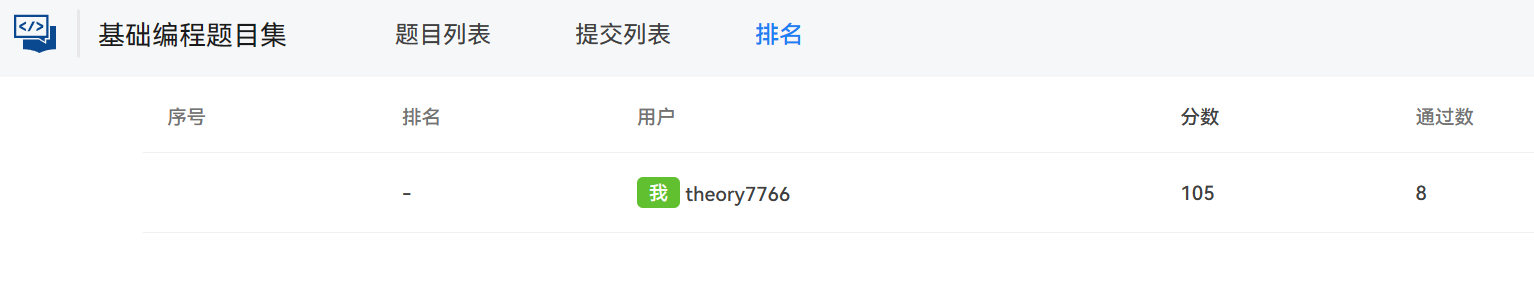 </> 基础编程题目集 题目列表 提交列表 排名
序号 排名 用户 分数 通过数
- 我 theory7766 105 8